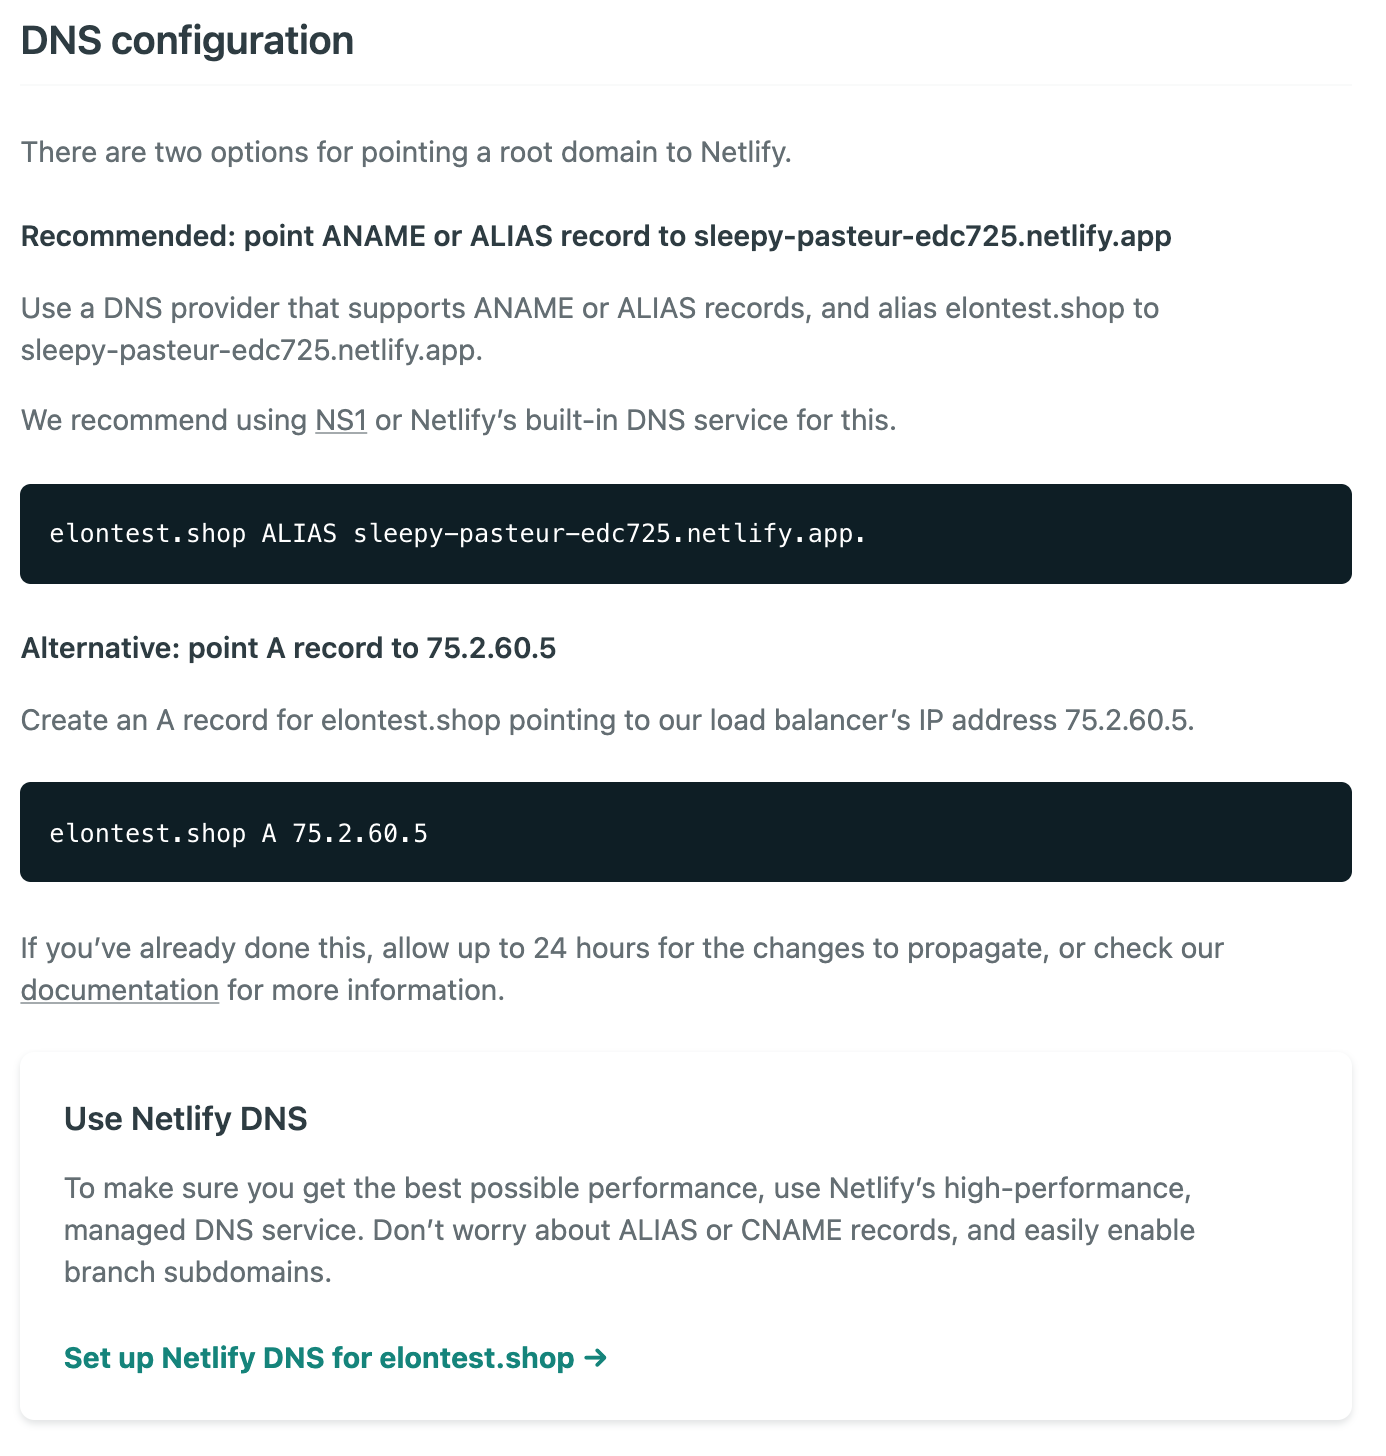 DNS configuration
There are two options for pointing a root domain to Netlify.
Recommended: point ANAME or ALIAS record to sleepy-pasteur-edc725.netlify.app
Use a DNS provider that supports ANAME or ALIAS records, and alias elontest.shop to
sleepy-pasteur-edc725.netlify.app.
We recommend using NS1 or Netlify’s built-in DNS service for this.
elontest.shop ALIAS sleepy-pasteur-edc725.netlify.app.
Alternative: point A record to 75.2.60.5
Create an A record for elontest.shop pointing to our load balancer’s IP address 75.2.60.5.
elontest.shop A 75.2.60.5
If you’ve already done this, allow up to 24 hours for the changes to propagate, or check our
documentation for more information.
Use Netlify DNS
To make sure you get the best possible performance, use Netlify’s high-performance,
managed DNS service. Don’t worry about ALIAS or CNAME records, and easily enable
branch subdomains.
Set up Netlify DNS for elontest.shop →